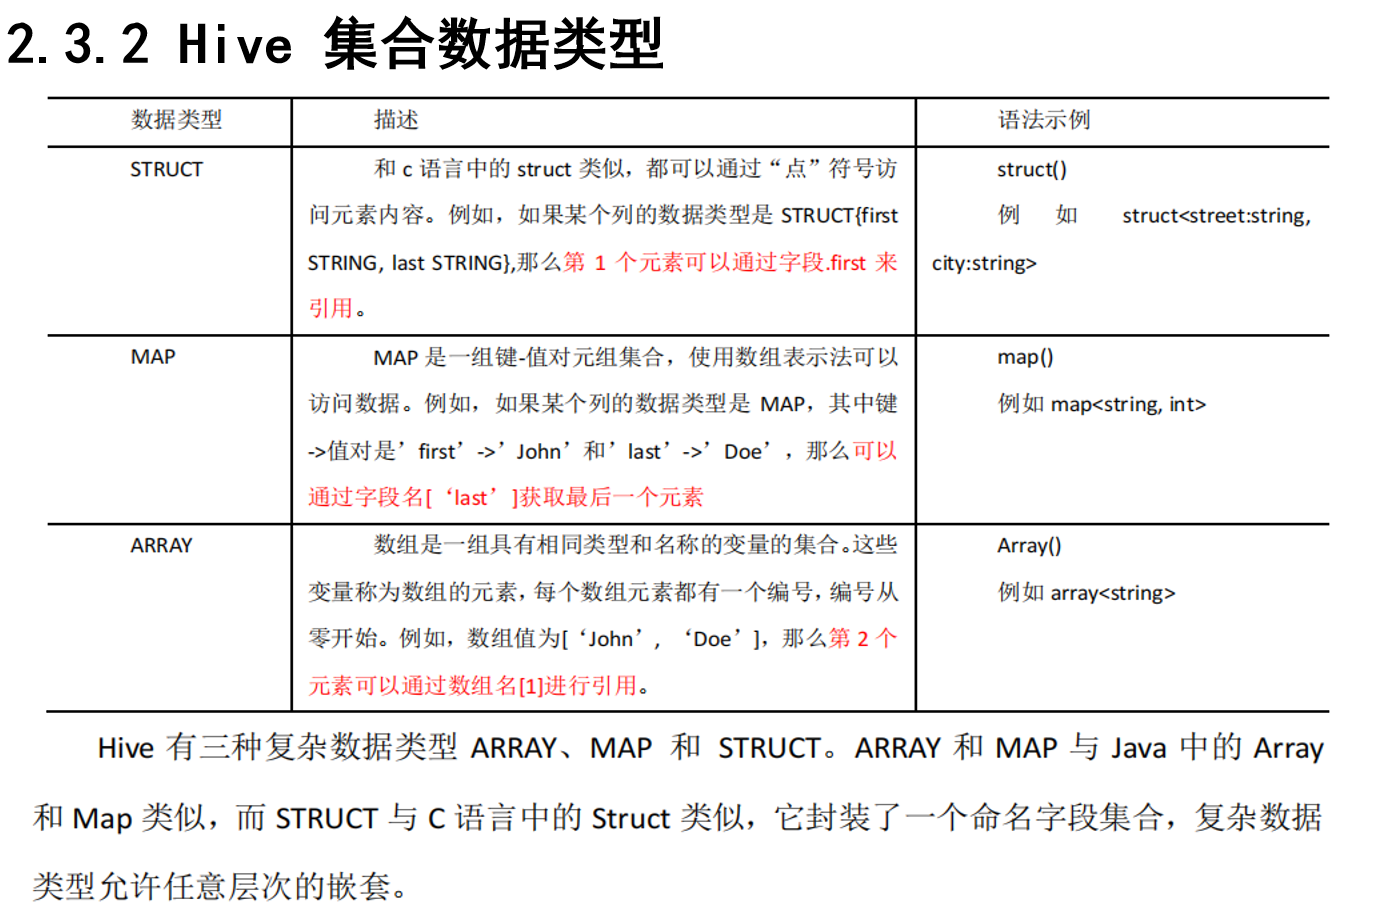 2.3.2 Hive 集合数据类型
数据类型 描述 语法示例
STRUCT
和 c 语言中的 struct 类似，都可以通过“点”符号访
问元素内容。例如，如果某个列的数据类型是 STRUCT{first
STRING, last STRING},那么第 1 个元素可以通过字段.first 来
引用。
struct()
例如 struct<street:string,
city:string>
MAP
MAP 是一组键-值对元组集合，使用数组表示法可以
访问数据。例如，如果某个列的数据类型是 MAP，其中键
->值对是’first’->’John’和’last’->’Doe’，那么可以
通过字段名[‘last’]获取最后一个元素
map()
例如 map<string, int>
ARRAY
数组是一组具有相同类型和名称的变量的集合。这些
变量称为数组的元素，每个数组元素都有一个编号，编号从
零开始。例如，数组值为[‘John’, ‘Doe’]，那么第 2 个
元素可以通过数组名[1]进行引用。
Array()
例如 array<string>
Hive 有三种复杂数据类型 ARRAY、MAP 和 STRUCT。ARRAY 和 MAP 与 Java 中的 Array
和 Map 类似，而 STRUCT 与 C 语言中的 Struct 类似，它封装了一个命名字段集合，复杂数据
类型允许任意层次的嵌套。